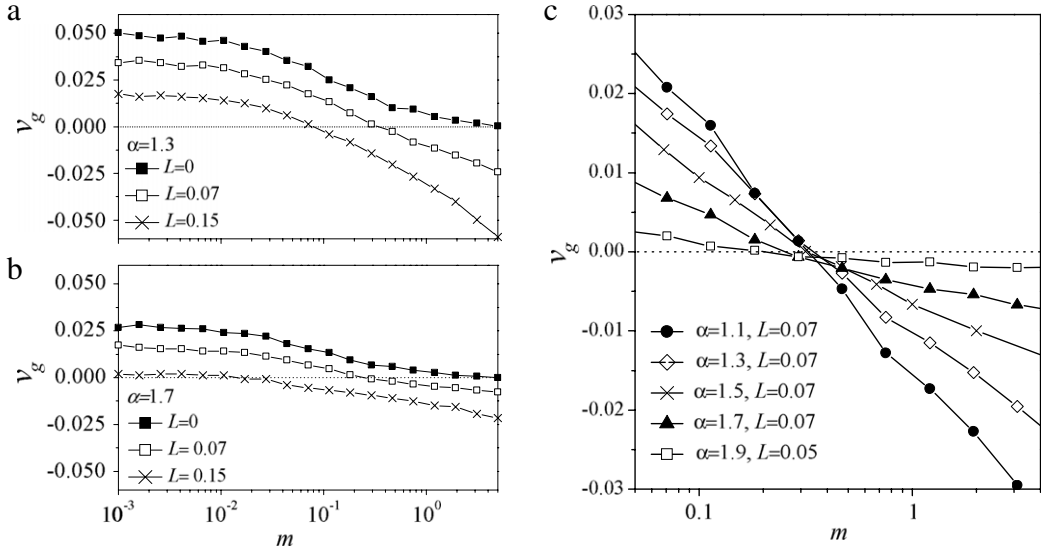 a
0.050
0.025
0.000
-0.025
-0.050
v_g
α=1.3
L=0
L=0.07
L=0.15
b
0.050
0.025
0.000
-0.025
-0.050
v_g
α=1.7
L=0
L= 0.07
L= 0.15
10^-3 10^-2 10^-1 10^0
m
c
0.03
0.02
0.01
0.00
-0.01
-0.02
-0.03
v_g
α=1.1, L=0.07
α=1.3, L=0.07
α=1.5, L=0.07
α=1.7, L=0.07
α=1.9, L=0.05
0.1 1
m